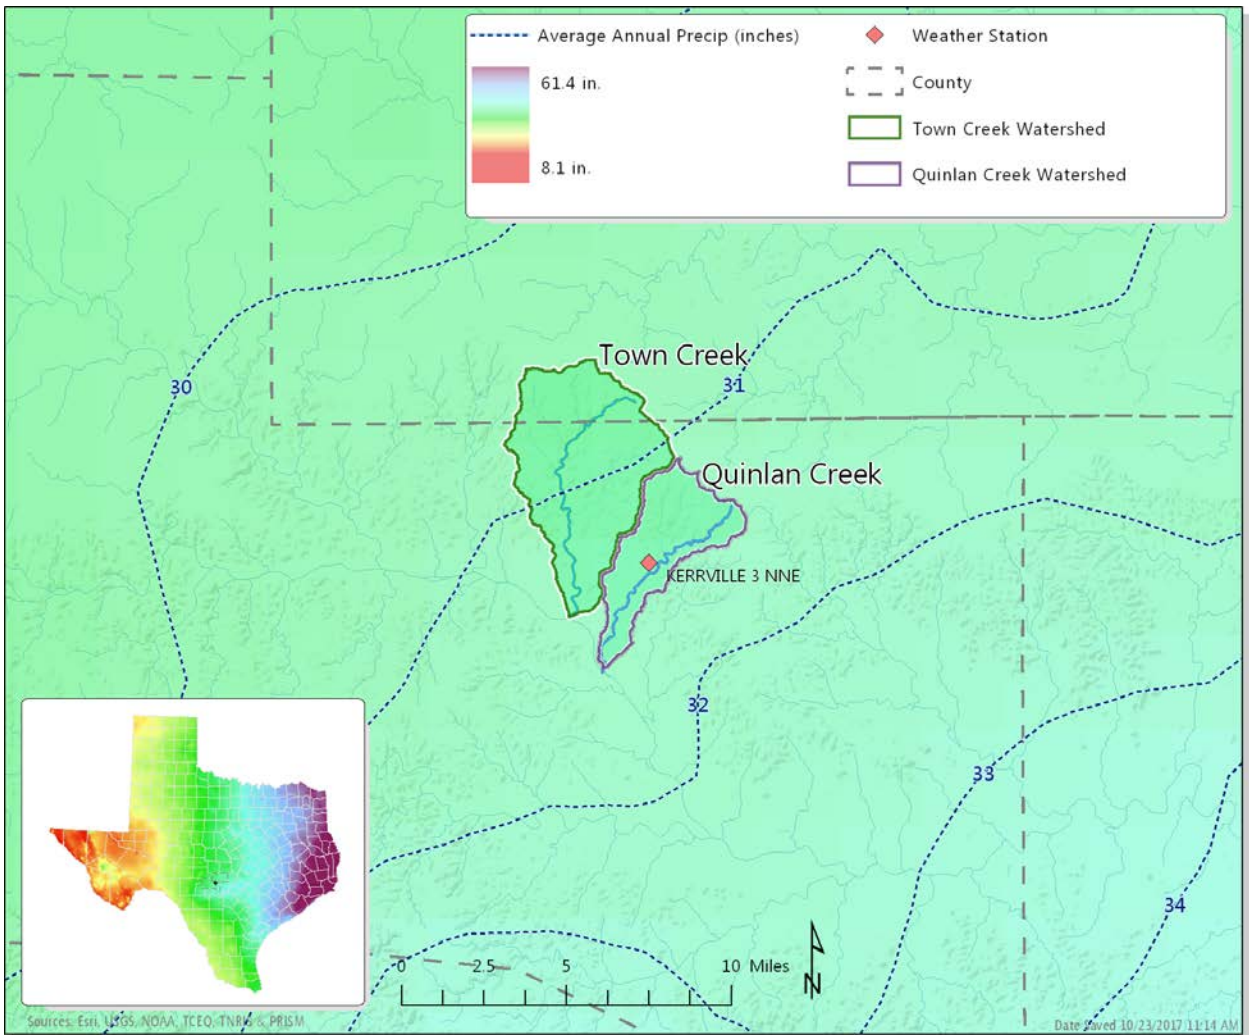 Average Annual Precip (inches)
61.4 in.
8.1 in.
Weather Station
County
Town Creek Watershed
Quinlan Creek Watershed
Town Creek
30
31
Quinlan Creek
KERRVILLE 3 NNE
32
33
34
0 2.5 5 10 Miles
N
Sources: Esri, USGS, NOAA, TCEQ, TNRIS & PRISM
Date Saved 10/23/2017 11:14 AM